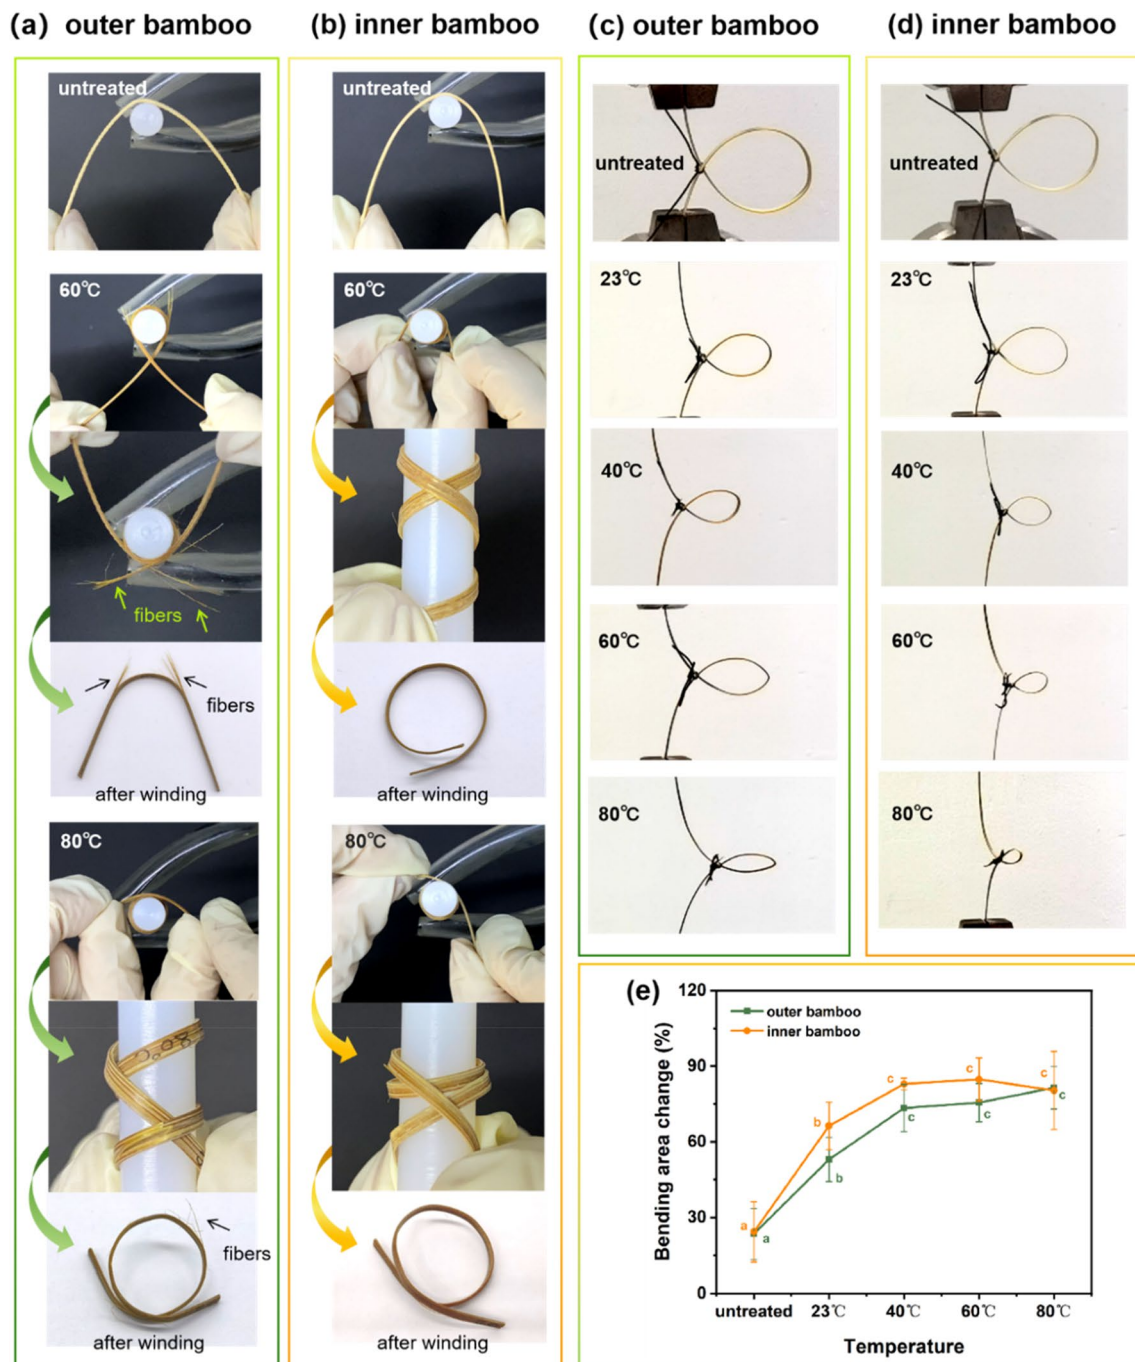 (a) outer bamboo
untreated
60℃
fibers
fibers
after winding
80℃
fibers
after winding
(b) inner bamboo
untreated
60℃
after winding
80℃
after winding
(c) outer bamboo
untreated
23℃
40℃
60℃
80℃
(d) inner bamboo
untreated
23℃
40℃
60℃
80℃
(e)
outer bamboo
inner bamboo
Bending area change (%)
120
90
60
30
0
a
a
b
b
c
c
c
c
c
c
untreated
23℃
40℃
60℃
80℃
Temperature